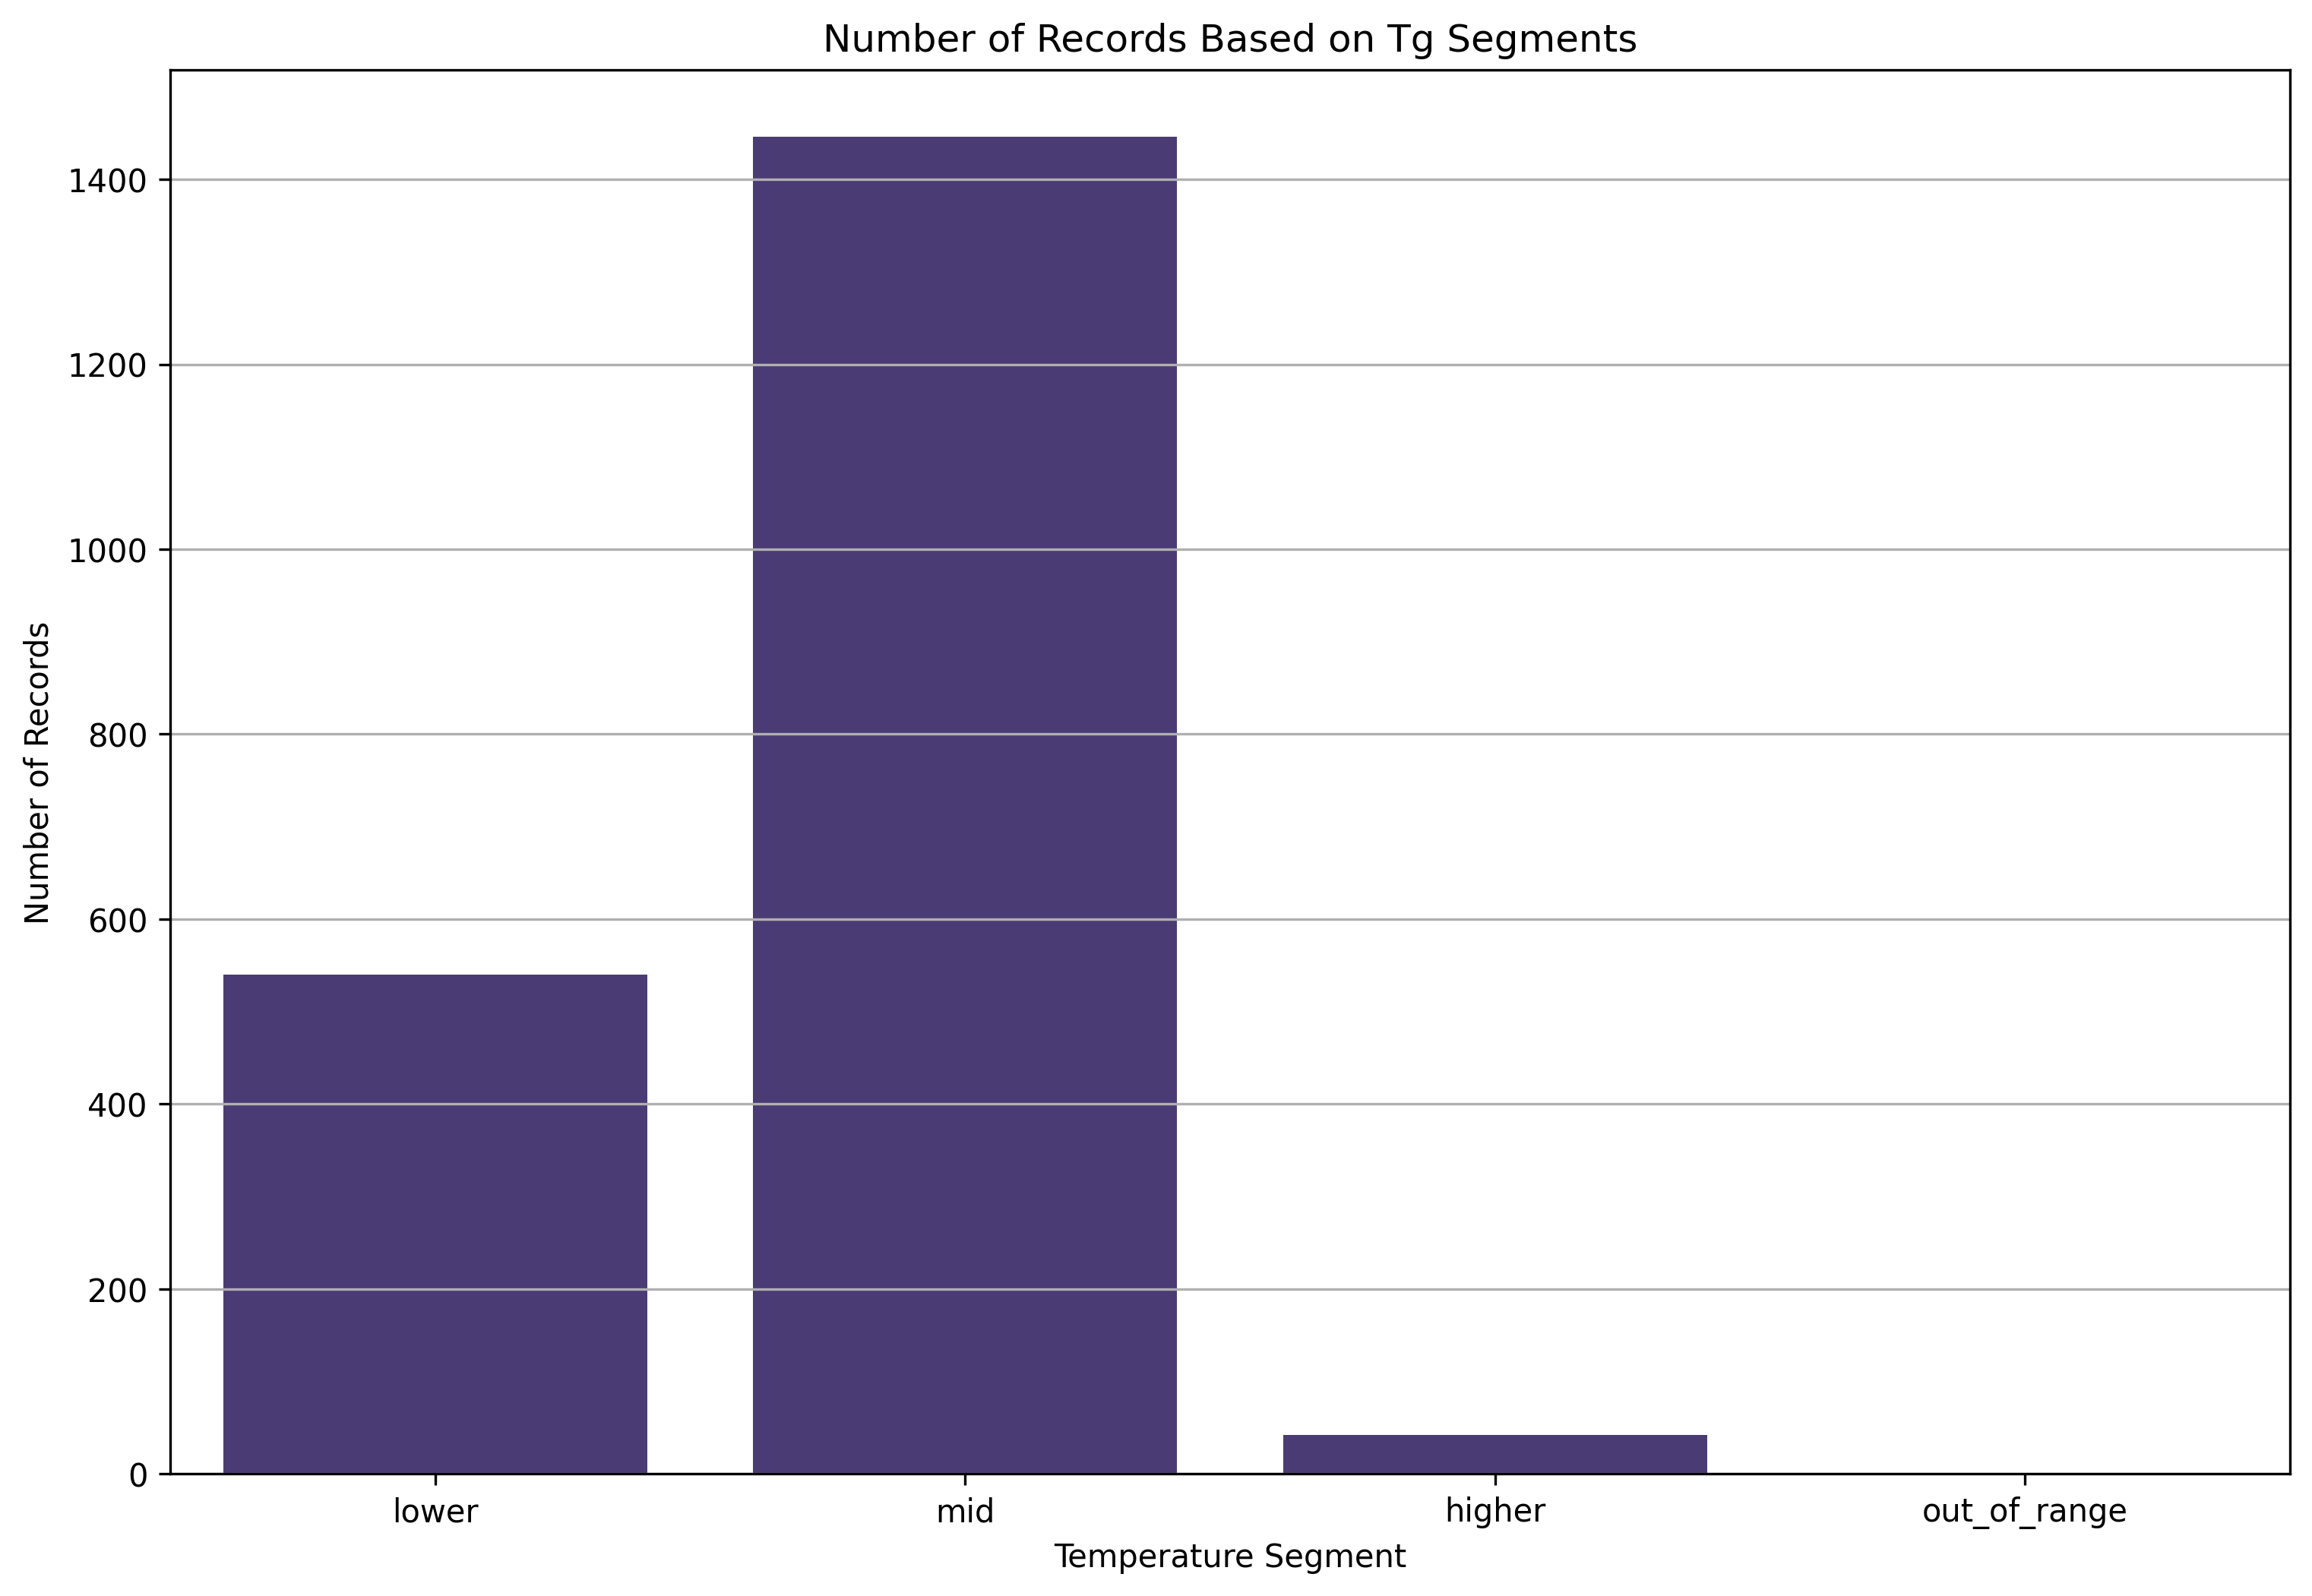 Number of Records Based on Tg Segments
Number of Records
1400
1200
1000
800
600
400
200
0
lower mid higher out_of_range
Temperature Segment